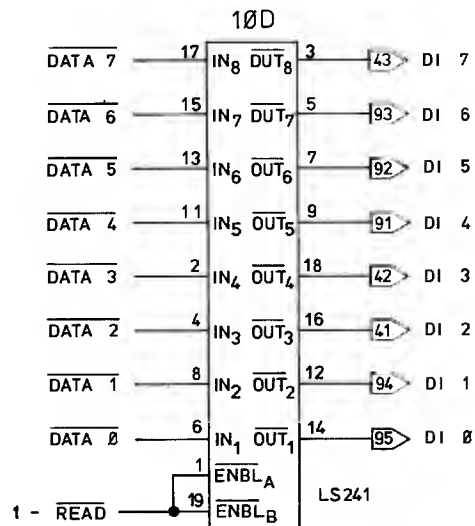 10D
DATA 7 17 IN8 DUT8 3 43 DI 7
DATA 6 15 IN7 DUT7 5 93 DI 6
DATA 5 13 IN6 OUT6 7 92 DI 5
DATA 4 11 IN5 OUT5 9 91 DI 4
DATA 3 2 IN4 OUT4 18 42 DI 3
DATA 2 4 IN3 OUT3 16 41 DI 2
DATA 1 8 IN2 OUT2 12 94 DI 1
DATA 0 6 IN1 OUT1 14 95 DI 0
1 ENBLA
1 - READ 19 ENBLB LS241